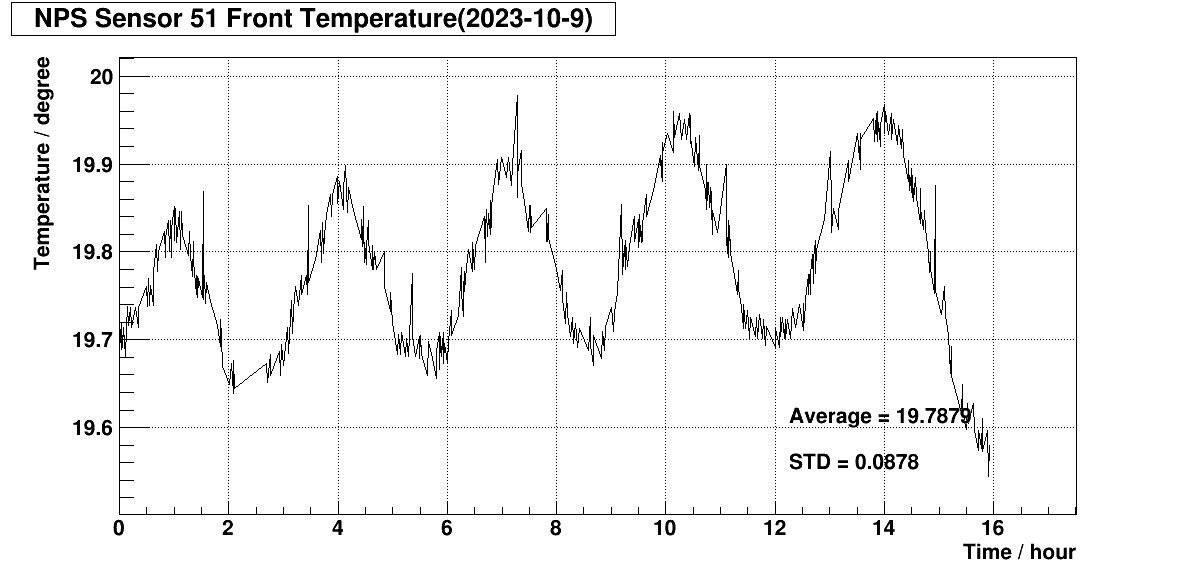 NPS Sensor 51 Front Temperature(2023-10-9)
Temperature / degree
20
19.9
19.8
19.7
19.6
Average = 19.7879
STD = 0.0878
0 2 4 6 8 10 12 14 16
Time / hour